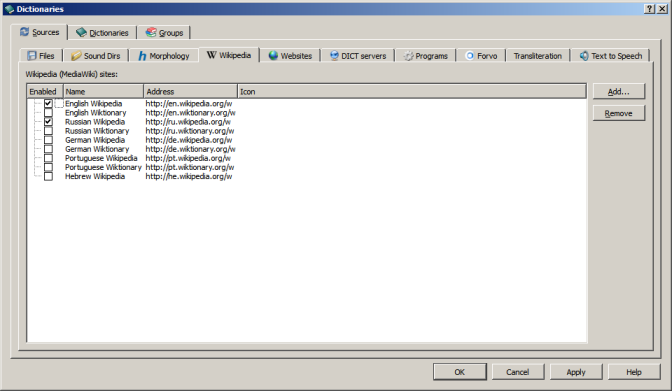 Dictionaries
Sources Dictionaries Groups
Files Sound Dirs Morphology Wikipedia Websites DICT servers Programs Forvo Transliteration Text to Speech
Wikipedia (MediaWiki) sites:
Enabled Name Address Icon
English Wikipedia http://en.wikipedia.org/w
English Wiktionary http://en.wiktionary.org/w
Russian Wikipedia http://ru.wikipedia.org/w
Russian Wiktionary http://ru.wiktionary.org/w
German Wikipedia http://de.wikipedia.org/w
German Wiktionary http://de.wiktionary.org/w
Portuguese Wikipedia http://pt.wikipedia.org/w
Portuguese Wiktionary http://pt.wiktionary.org/w
Hebrew Wikipedia http://he.wikipedia.org/w
Add...
Remove
OK Cancel Apply Help